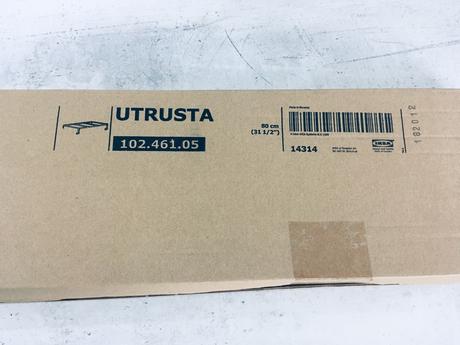 UTRUSTA
102.461.05
80 cm
(31 1/2")
14314
IKEA
182012